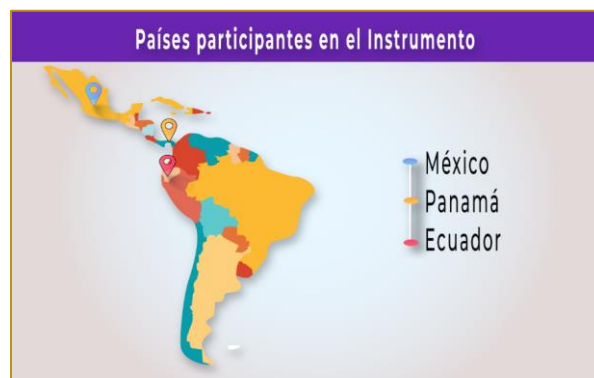 Países participantes en el Instrumento
México
Panamá
Ecuador